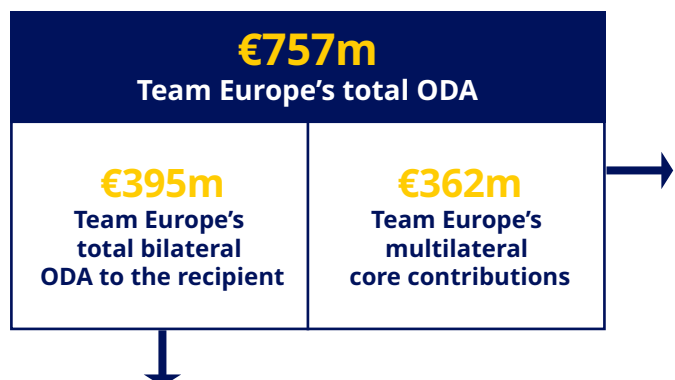 €757m
Team Europe’s total ODA
€395m
Team Europe’s
total bilateral
ODA to the recipient
€362m
Team Europe’s
multilateral
core contributions